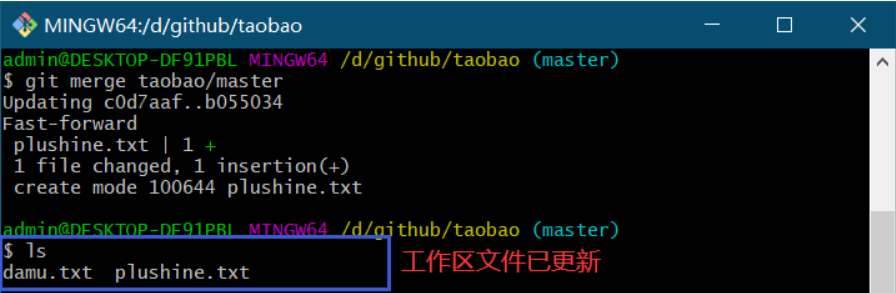 MINGW64:/d/github/taobao
admin@DESKTOP-DF91PBL MINGW64 /d/github/taobao (master)
$ git merge taobao/master
Updating c0d7aaf..b055034
Fast-forward
 plushine.txt | 1 +
 1 file changed, 1 insertion(+)
 create mode 100644 plushine.txt
admin@DESKTOP-DF91PBL MINGW64 /d/github/taobao (master)
$ ls
damu.txt  plushine.txt 工作区文件已更新